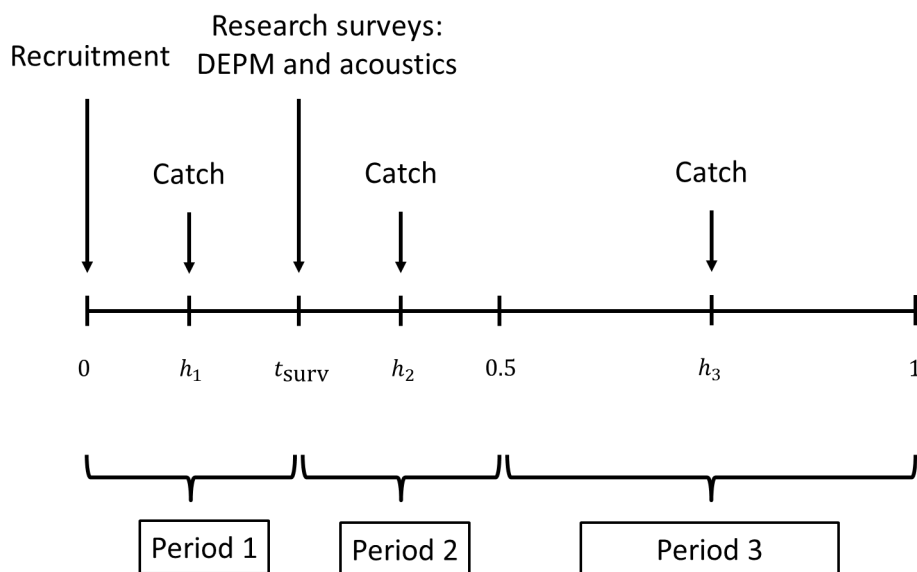 Research surveys:
Recruitment
DEPM and acoustics
Catch
Catch
Catch
0
h₁
t_surv
h₂
0.5
h₃
1
Period 1
Period 2
Period 3